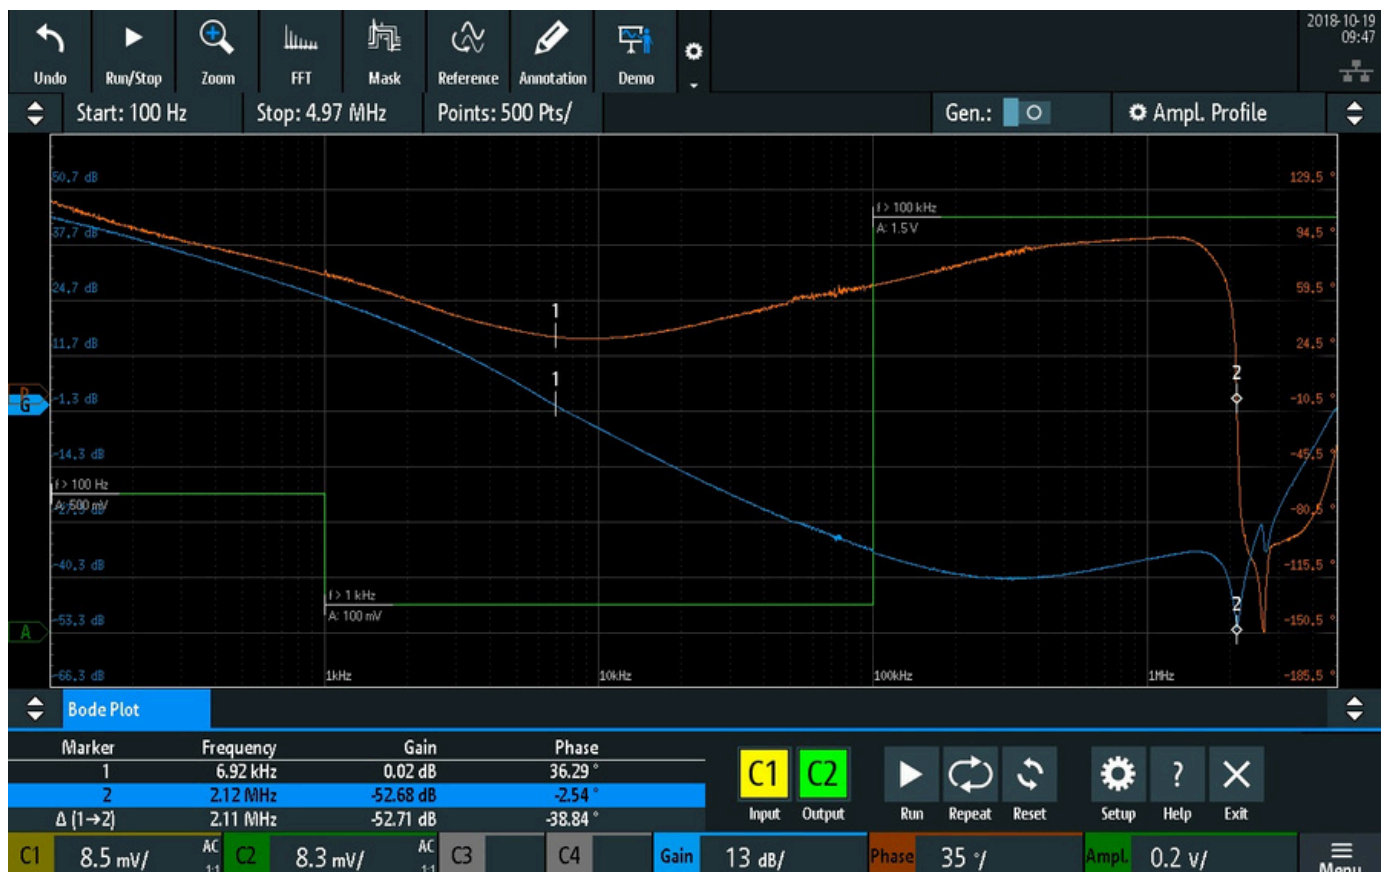 2018-10-19
09:47
Undo Run/Stop Zoom FFT Mask Reference Annotation Demo
Start: 100 Hz Stop: 4.97 MHz Points: 500 Pts/ Gen.: Ampl. Profile
50.7 dB 129.5 °
f > 100 kHz
A: 1.5 V
37.7 dB 94.5 °
24.7 dB 59.5 °
1
11.7 dB 24.5 °
2
1
G -1.3 dB -10.5 °
-14.3 dB -45.5 °
f > 100 Hz
A: 500 mV
-80.5 °
-40.3 dB -115.5 °
f > 1 kHz
A: 100 mV
2
A -53.3 dB -150.5 °
-66.3 dB 1kHz 10kHz 100kHz 1MHz -185.5 °
Bode Plot
Marker Frequency Gain Phase
1 6.92 kHz 0.02 dB 36.29 °
2 2.12 MHz -52.68 dB -2.54 °
Δ (1→2) 2.11 MHz -52.71 dB -38.84 °
C1 C2
Input Output Run Repeat Reset Setup ? Help Exit
C1 8.5 mV/ AC 1:1 C2 8.3 mV/ AC 1:1 C3 C4 Gain 13 dB/ Phase 35 °/ Ampl. 0.2 V/ Menu